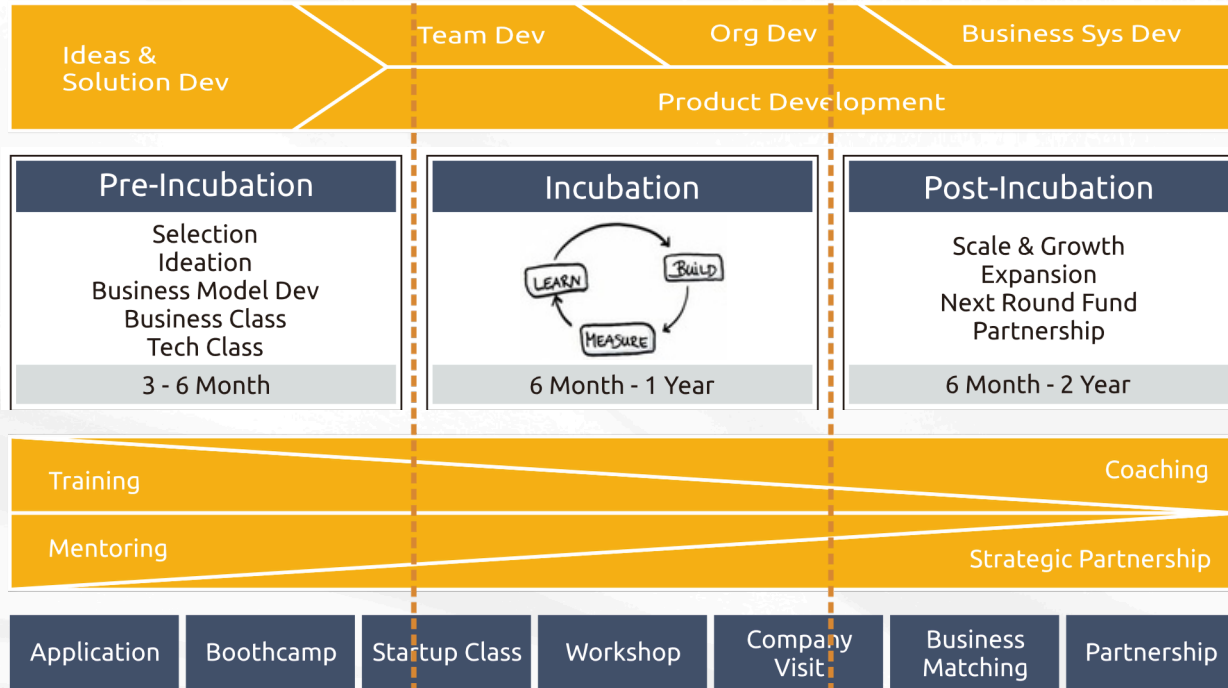 Ideas &
Solution Dev
Team Dev
Org Dev
Business Sys Dev
Product Development
Pre-Incubation
Selection
Ideation
Business Model Dev
Business Class
Tech Class
3 - 6 Month
Incubation
LEARN
BUILD
MEASURE
6 Month - 1 Year
Post-Incubation
Scale & Growth
Expansion
Next Round Fund
Partnership
6 Month - 2 Year
Training
Coaching
Mentoring
Strategic Partnership
Application
Boothcamp
Startup Class
Workshop
Company
Visit
Business
Matching
Partnership